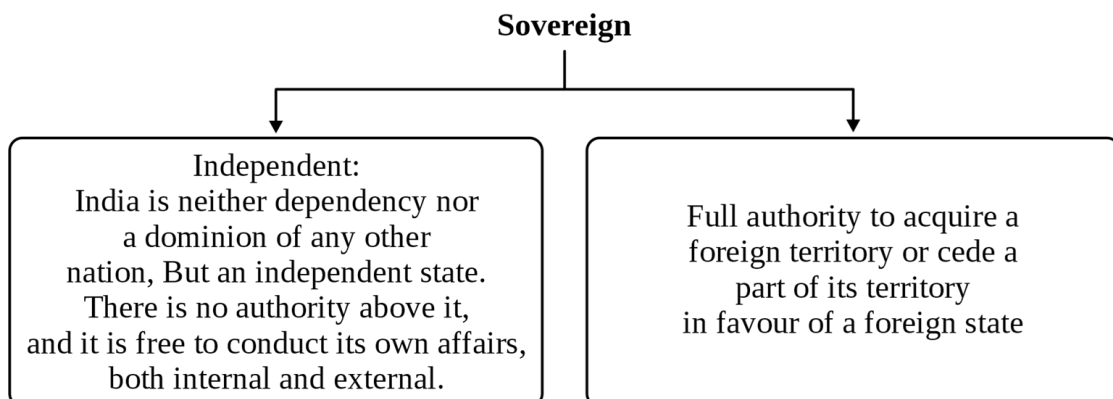 Sovereign
Independent:
India is neither dependency nor
a dominion of any other
nation, But an independent state.
There is no authority above it,
and it is free to conduct its own affairs,
both internal and external.
Full authority to acquire a
foreign territory or cede a
part of its territory
in favour of a foreign state